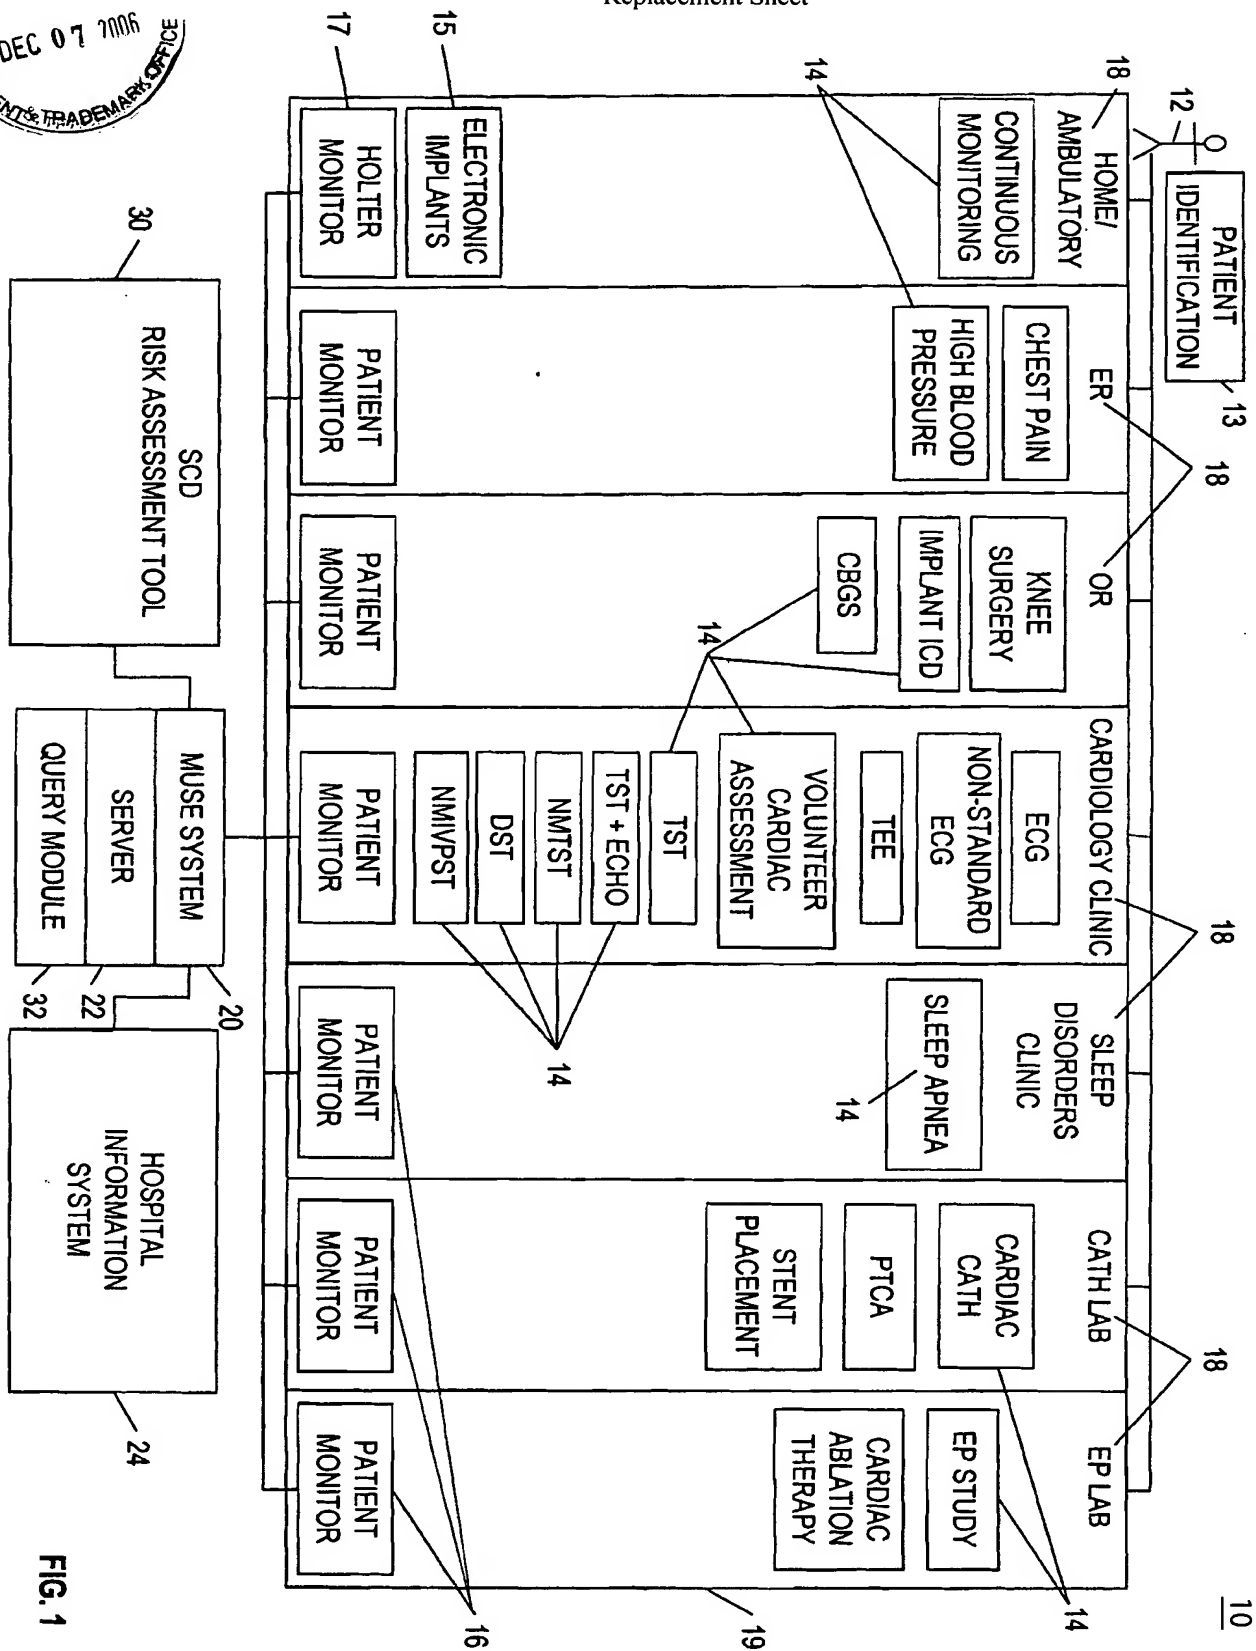 Replacement Sheet
DEC 07 2006
ENT & TRADEMARK OFFICE
10
12
PATIENT
IDENTIFICATION
13
18
18
18
18
HOME/
AMBULATORY
CONTINUOUS
MONITORING
14
ELECTRONIC
IMPLANTS
15
HOLTER
MONITOR
17
ER
CHEST PAIN
HIGH BLOOD
PRESSURE
PATIENT
MONITOR
OR
KNEE
SURGERY
IMPLANT ICD
CBGS
14
PATIENT
MONITOR
CARDIOLOGY CLINIC
ECG
NON-STANDARD
ECG
TEE
VOLUNTEER
CARDIAC
ASSESSMENT
TST
TST + ECHO
NMTST
DST
NMIVPST
14
PATIENT
MONITOR
SLEEP
DISORDERS
CLINIC
SLEEP APNEA
14
PATIENT
MONITOR
CATH LAB
CARDIAC
CATH
PTCA
STENT
PLACEMENT
PATIENT
MONITOR
EP LAB
EP STUDY
CARDIAC
ABLATION
THERAPY
14
PATIENT
MONITOR
16
19
30
SCD
RISK ASSESSMENT TOOL
MUSE SYSTEM
SERVER
QUERY MODULE
20
22
32
HOSPITAL
INFORMATION
SYSTEM
24
FIG. 1